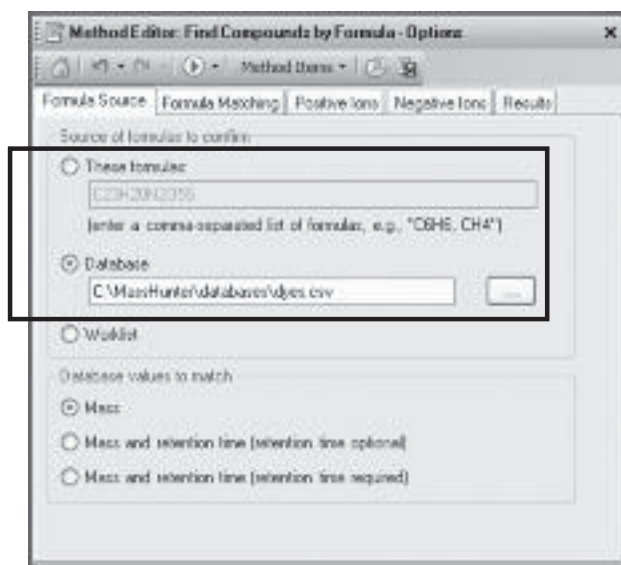 Method Editor: Find Compounds by Formula - Options
Method Items
Formula Source Formula Matching Positive Ions Negative Ions Results
Source of formulas to confirm
These formulas:
(enter a comma-separated list of formulas, e.g., "C6H6, CH4")
Database
C:\MassHunter\databases\dyes.csv
...
Worklist
Database values to match
Mass
Mass and retention time (retention time optional)
Mass and retention time (retention time required)